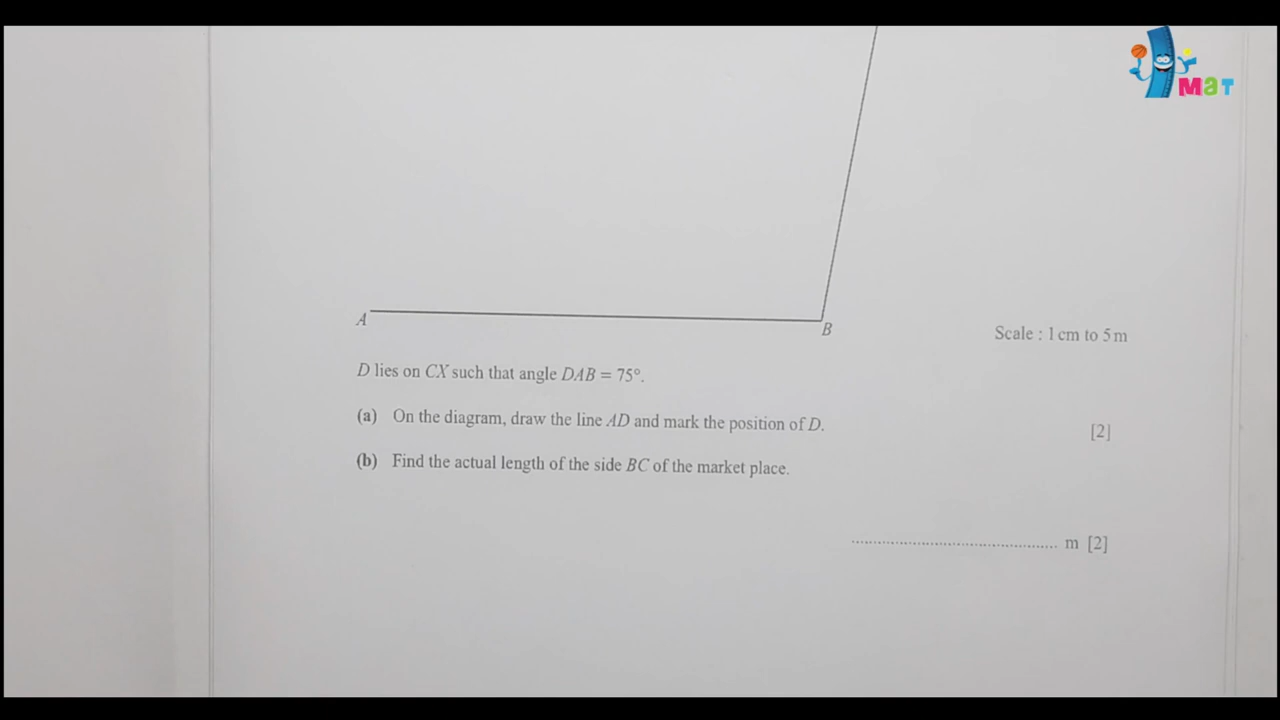 MaT
A
B
Scale : 1 cm to 5 m
D lies on CX such that angle DAB = 75°.
(a) On the diagram, draw the line AD and mark the position of D.
[2]
(b) Find the actual length of the side BC of the market place.
.............................................. m [2]